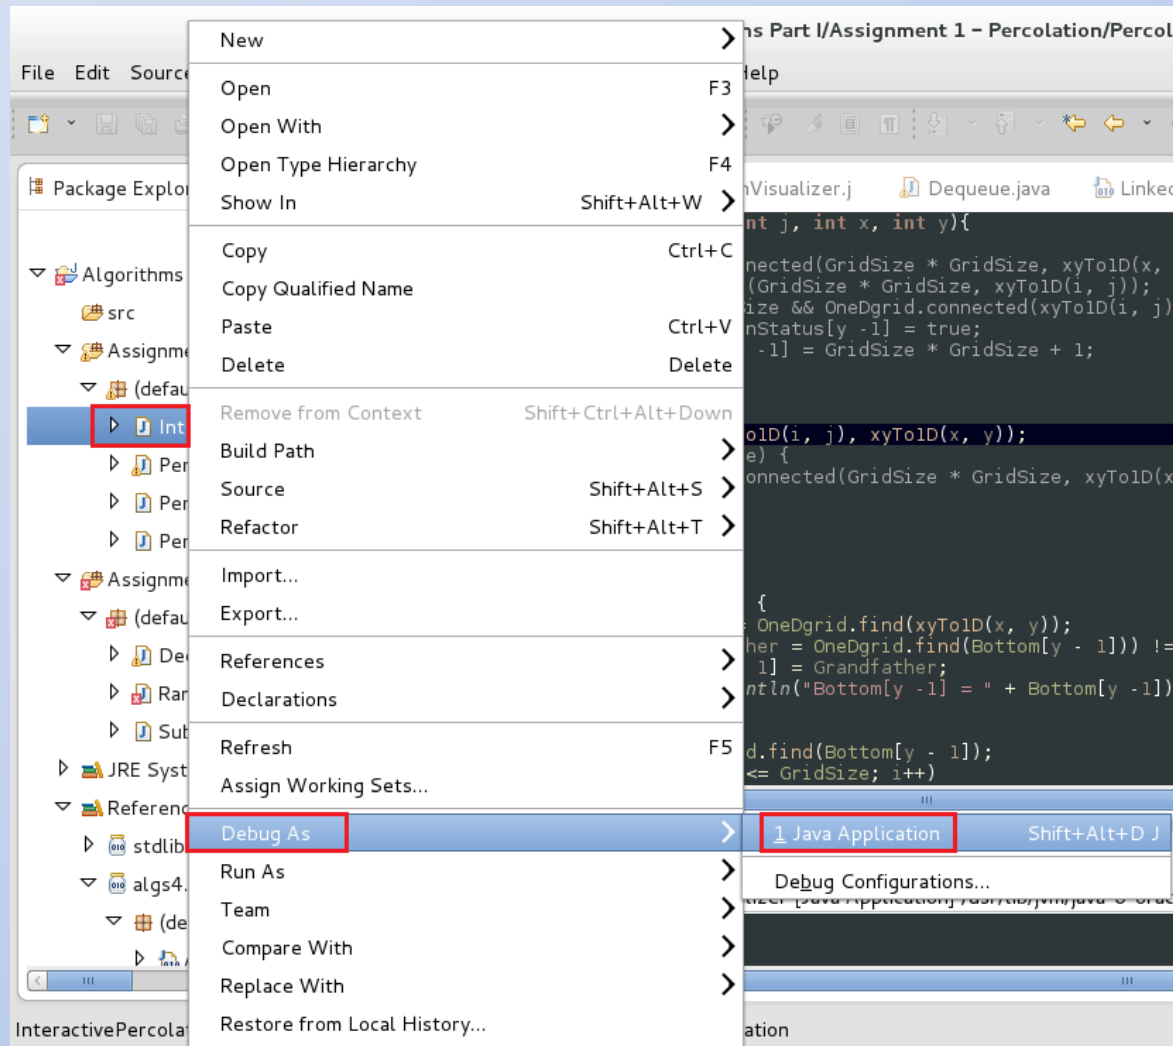 ns Part I/Assignment 1 – Percolation/Percol
File Edit Source
Help
Package Explor
nVisualizer.j Dequeue.java Linked
Algorithms
src
Assignme
(defau
Int
Per
Per
Per
Assignme
(defau
Dec
Ran
Sub
JRE Syst
Referenc
stdlib
algs4.
(de
New
Open F3
Open With
Open Type Hierarchy F4
Show In Shift+Alt+W
Copy Ctrl+C
Copy Qualified Name
Paste Ctrl+V
Delete Delete
Remove from Context Shift+Ctrl+Alt+Down
Build Path
Source Shift+Alt+S
Refactor Shift+Alt+T
Import...
Export...
References
Declarations
Refresh F5
Assign Working Sets...
Debug As
Run As
Team
Compare With
Replace With
Restore from Local History...
nt j, int x, int y){
nected(GridSize * GridSize, xyTo1D(x,
(GridSize * GridSize, xyTo1D(i, j));
ize && OneDgrid.connected(xyTo1D(i, j)
nStatus[y -1] = true;
-1] = GridSize * GridSize + 1;
o1D(i, j), xyTo1D(x, y));
e) {
onnected(GridSize * GridSize, xyTo1D(x
{
= OneDgrid.find(xyTo1D(x, y));
her = OneDgrid.find(Bottom[y - 1])) !=
1] = Grandfather;
ntln("Bottom[y -1] = " + Bottom[y -1])
d.find(Bottom[y - 1]);
<= GridSize; i++)
1 Java Application Shift+Alt+D J
Debug Configurations...
InteractivePercolat
ation